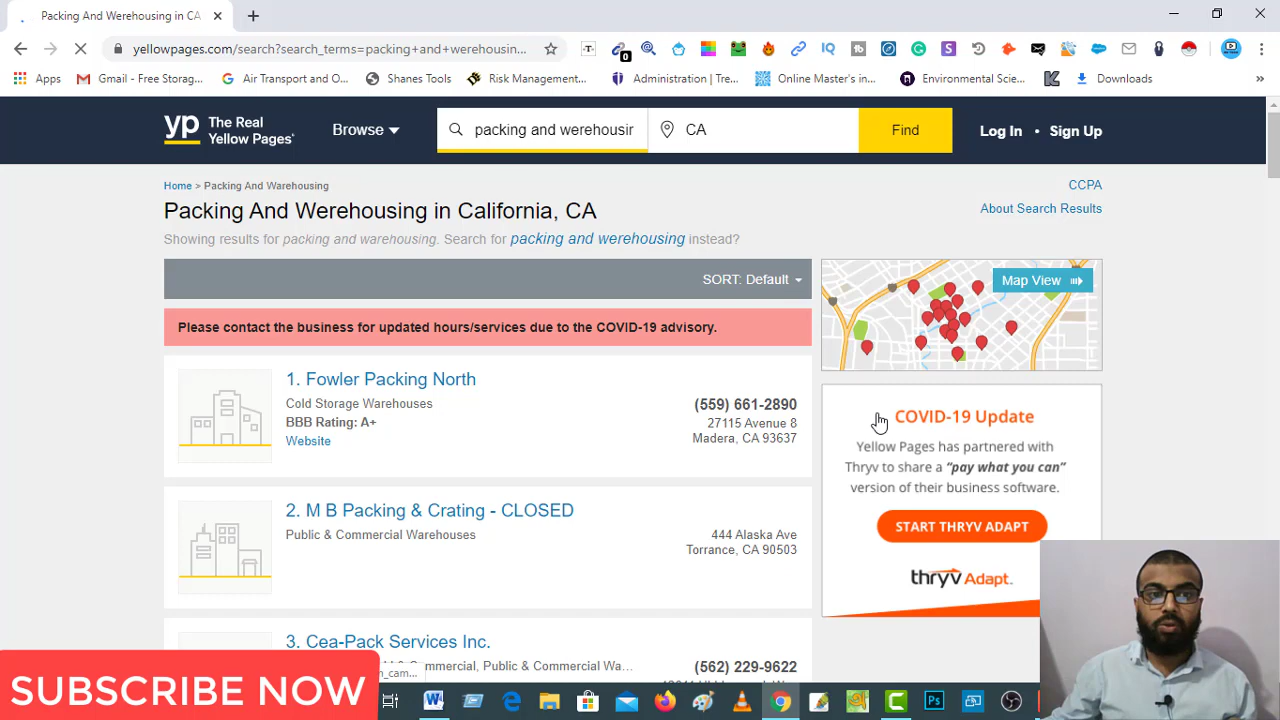 Packing And Werehousing in CA
yellowpages.com/search?search_terms=packing+and+werehousin...
Apps
Gmail - Free Storag...
Air Transport and O...
Shanes Tools
Risk Management...
Administration | Tre...
Online Master's in...
Environmental Scie...
Downloads
»
yp The Real Yellow Pages
Browse
packing and werehousir
CA
Find
Log In • Sign Up
Home > Packing And Warehousing
CCPA
Packing And Werehousing in California, CA
About Search Results
Showing results for packing and warehousing. Search for packing and werehousing instead?
SORT: Default
Map View
Please contact the business for updated hours/services due to the COVID-19 advisory.
1. Fowler Packing North
Cold Storage Warehouses
BBB Rating: A+
Website
(559) 661-2890
27115 Avenue 8
Madera, CA 93637
COVID-19 Update
Yellow Pages has partnered with
Thryv to share a "pay what you can"
version of their business software.
START THRYV ADAPT
thryv Adapt.
2. M B Packing & Crating - CLOSED
Public & Commercial Warehouses
444 Alaska Ave
Torrance, CA 90503
3. Cea-Pack Services Inc.
& Commercial, Public & Commercial Wa...
(562) 229-9622
n_cam...
SUBSCRIBE NOW